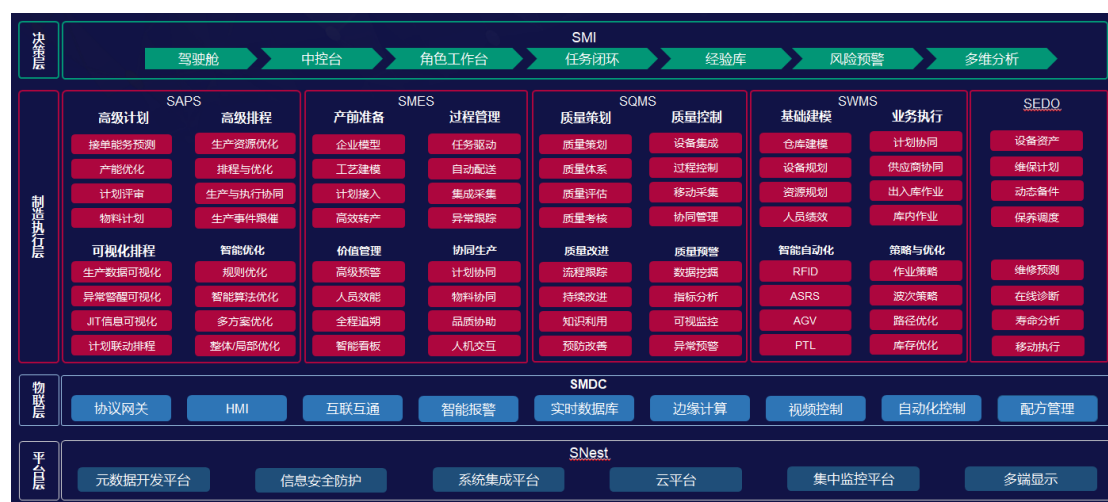 决策层
SMI
驾驶舱 中控台 角色工作台 任务闭环 经验库 风险预警 多维分析
制造执行层
SAPS
高级计划 高级排程
接单能务预测 生产资源优化
产能优化 排程与优化
计划评审 生产与执行协同
物料计划 生产事件跟催
可视化排程 智能优化
生产数据可视化 规则优化
异常警醒可视化 智能算法优化
JIT信息可视化 多方案优化
计划联动排程 整体/局部优化
SMES
产前准备 过程管理
企业模型 任务驱动
工艺建模 自动配送
计划接入 集成采集
高效转产 异常跟踪
价值管理 协同生产
高级预警 计划协同
人员效能 物料协同
全程追朔 品质协助
智能看板 人机交互
SQMS
质量策划 质量控制
质量策划 设备集成
质量体系 过程控制
质量评估 移动采集
质量考核 协同管理
质量改进 质量预警
流程跟踪 数据挖掘
持续改进 指标分析
知识利用 可视监控
预防改善 异常预警
SWMS
基础建模 业务执行
仓库建模 计划协同
设备规划 供应商协同
资源规划 出入库作业
人员绩效 库内作业
智能自动化 策略与优化
RFID 作业策略
ASRS 波次策略
AGV 路径优化
PTL 库存优化
SEDO
设备资产
维保计划
动态备件
保养调度
维修预测
在线诊断
寿命分析
移动执行
物联层
SMDC
协议网关 HMI 互联互通 智能报警 实时数据库 边缘计算 视频控制 自动化控制 配方管理
平台层
SNest
元数据开发平台 信息安全防护 系统集成平台 云平台 集中监控平台 多端显示